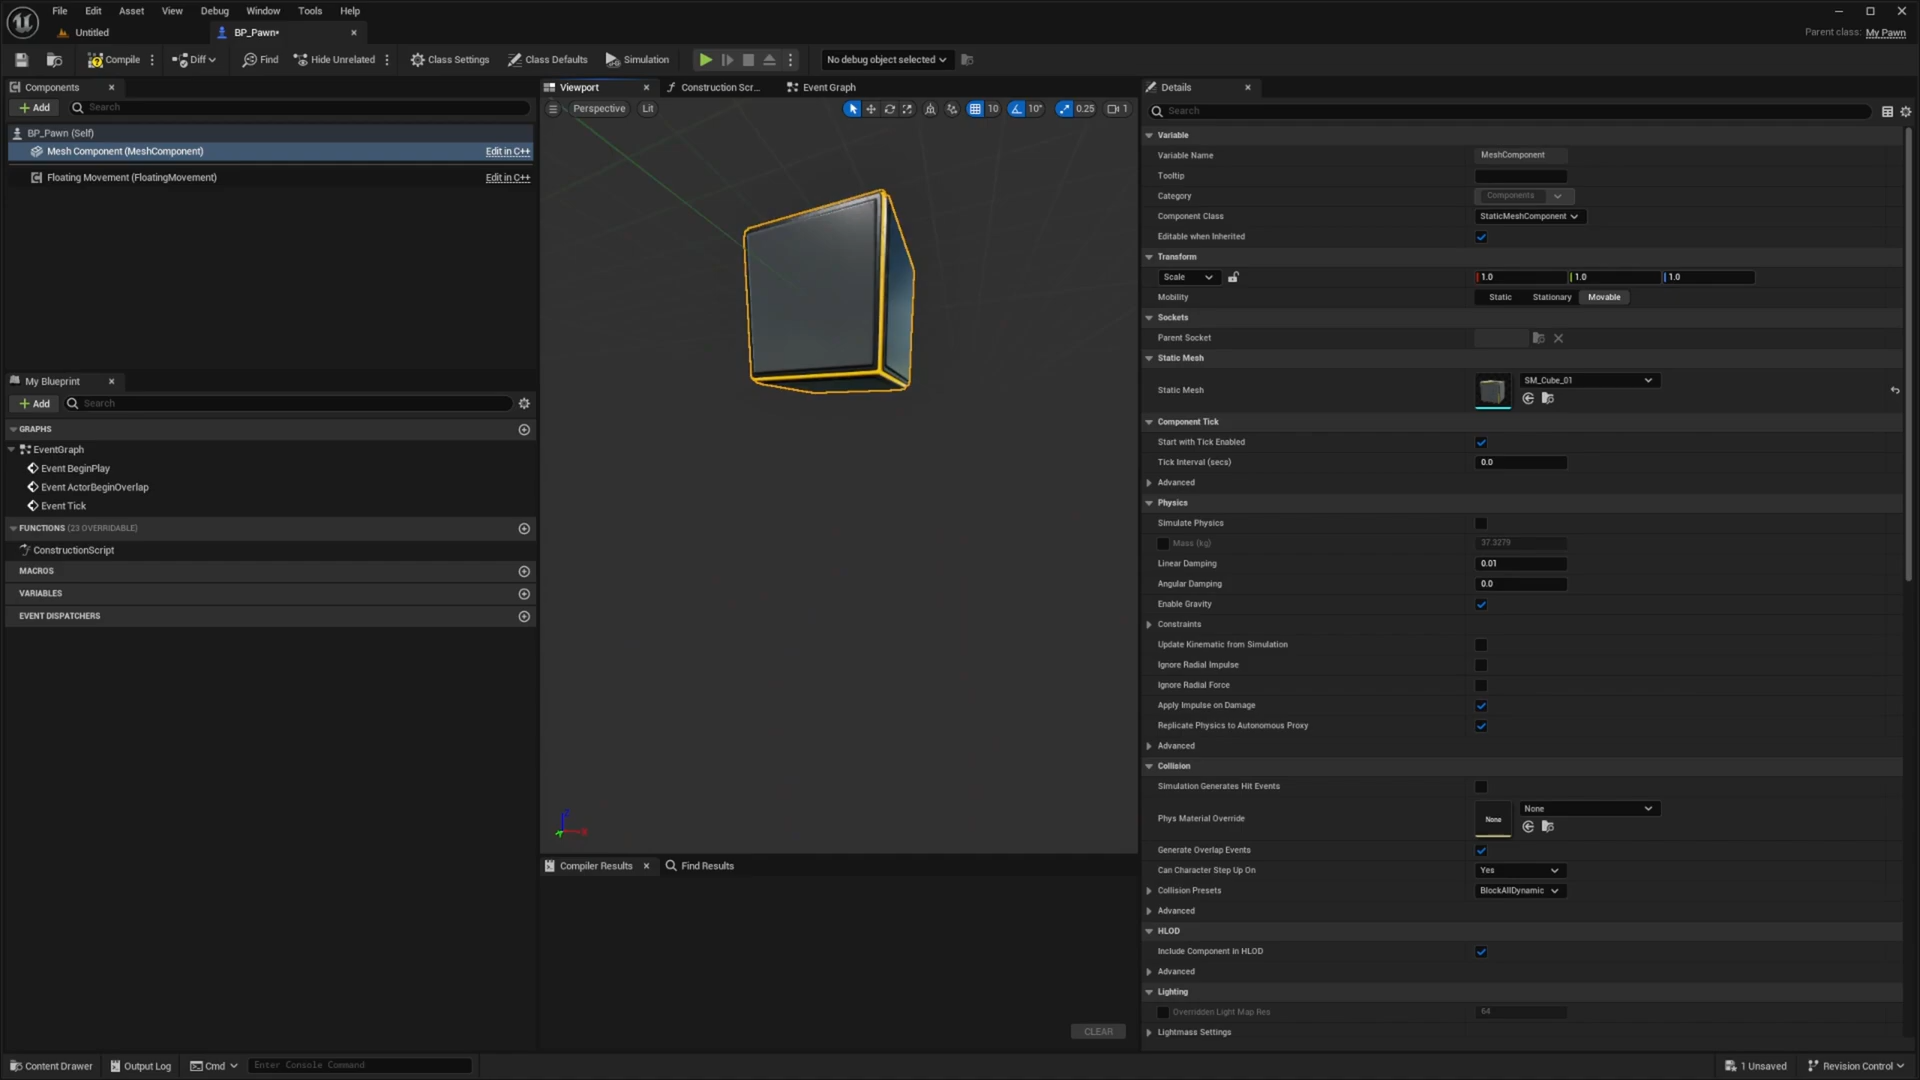 File Edit Asset View Debug Window Tools Help
Untitled
BP_Pawn•
Parent class: My Pawn
Compile
Diff
Find
Hide Unrelated
Class Settings
Class Defaults
Simulation
No debug object selected
Components
Add
Search
BP_Pawn (Self)
Mesh Component (MeshComponent) Edit in C++
Floating Movement (FloatingMovement) Edit in C++
My Blueprint
Add
Search
GRAPHS
EventGraph
Event BeginPlay
Event ActorBeginOverlap
Event Tick
FUNCTIONS (23 OVERRIDABLE)
ConstructionScript
MACROS
VARIABLES
EVENT DISPATCHERS
Viewport
Construction Scr...
Event Graph
Perspective
Lit
10
10°
0.25
1
Z
X
Compiler Results
Find Results
CLEAR
Details
Search
Variable
Variable Name MeshComponent
Tooltip
Category Components
Component Class StaticMeshComponent
Editable when Inherited
Transform
Scale 1.0 1.0 1.0
Mobility Static Stationary Movable
Sockets
Parent Socket
Static Mesh
Static Mesh SM_Cube_01
Component Tick
Start with Tick Enabled
Tick Interval (secs) 0.0
Advanced
Physics
Simulate Physics
Mass (kg) 37.3279
Linear Damping 0.01
Angular Damping 0.0
Enable Gravity
Constraints
Update Kinematic from Simulation
Ignore Radial Impulse
Ignore Radial Force
Apply Impulse on Damage
Replicate Physics to Autonomous Proxy
Advanced
Collision
Simulation Generates Hit Events
Phys Material Override None None
Generate Overlap Events
Can Character Step Up On Yes
Collision Presets BlockAllDynamic
Advanced
HLOD
Include Component in HLOD
Advanced
Lighting
Overridden Light Map Res 64
Lightmass Settings
Content Drawer
Output Log
Cmd
Enter Console Command
1 Unsaved
Revision Control